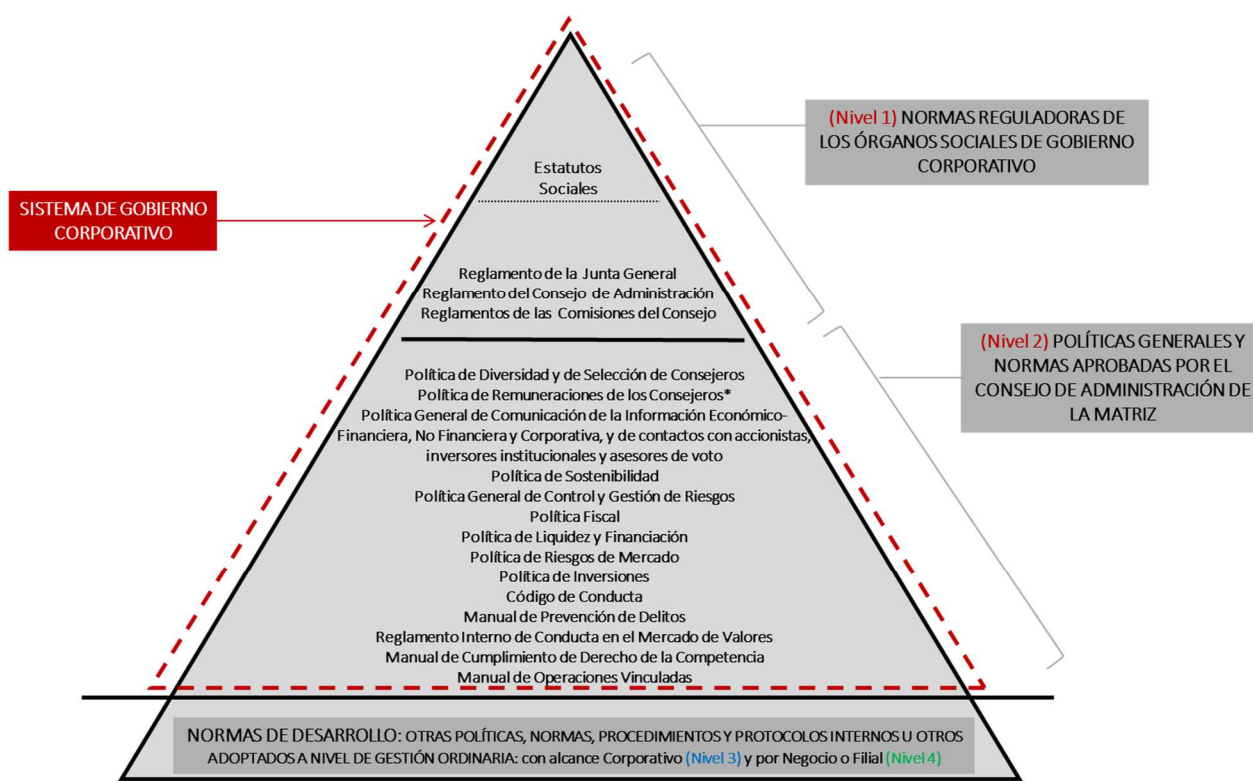 Estatutos
Sociales
(Nivel 1) NORMAS REGULADORAS DE
LOS ÓRGANOS SOCIALES DE GOBIERNO
CORPORATIVO
SISTEMA DE GOBIERNO
CORPORATIVO
Reglamento de la Junta General
Reglamento del Consejo de Administración
Reglamentos de las Comisiones del Consejo
(Nivel 2) POLÍTICAS GENERALES Y
NORMAS APROBADAS POR EL
CONSEJO DE ADMINISTRACIÓN DE
LA MATRIZ
Política de Diversidad y de Selección de Consejeros
Política de Remuneraciones de los Consejeros*
Política General de Comunicación de la Información Económico-
Financiera, No Financiera y Corporativa, y de contactos con accionistas,
inversores institucionales y asesores de voto
Política de Sostenibilidad
Política General de Control y Gestión de Riesgos
Política Fiscal
Política de Liquidez y Financiación
Política de Riesgos de Mercado
Política de Inversiones
Código de Conducta
Manual de Prevención de Delitos
Reglamento Interno de Conducta en el Mercado de Valores
Manual de Cumplimiento de Derecho de la Competencia
Manual de Operaciones Vinculadas
NORMAS DE DESARROLLO: OTRAS POLÍTICAS, NORMAS, PROCEDIMIENTOS Y PROTOCOLOS INTERNOS U OTROS
ADOPTADOS A NIVEL DE GESTIÓN ORDINARIA: con alcance Corporativo (Nivel 3) y por Negocio o Filial (Nivel 4)